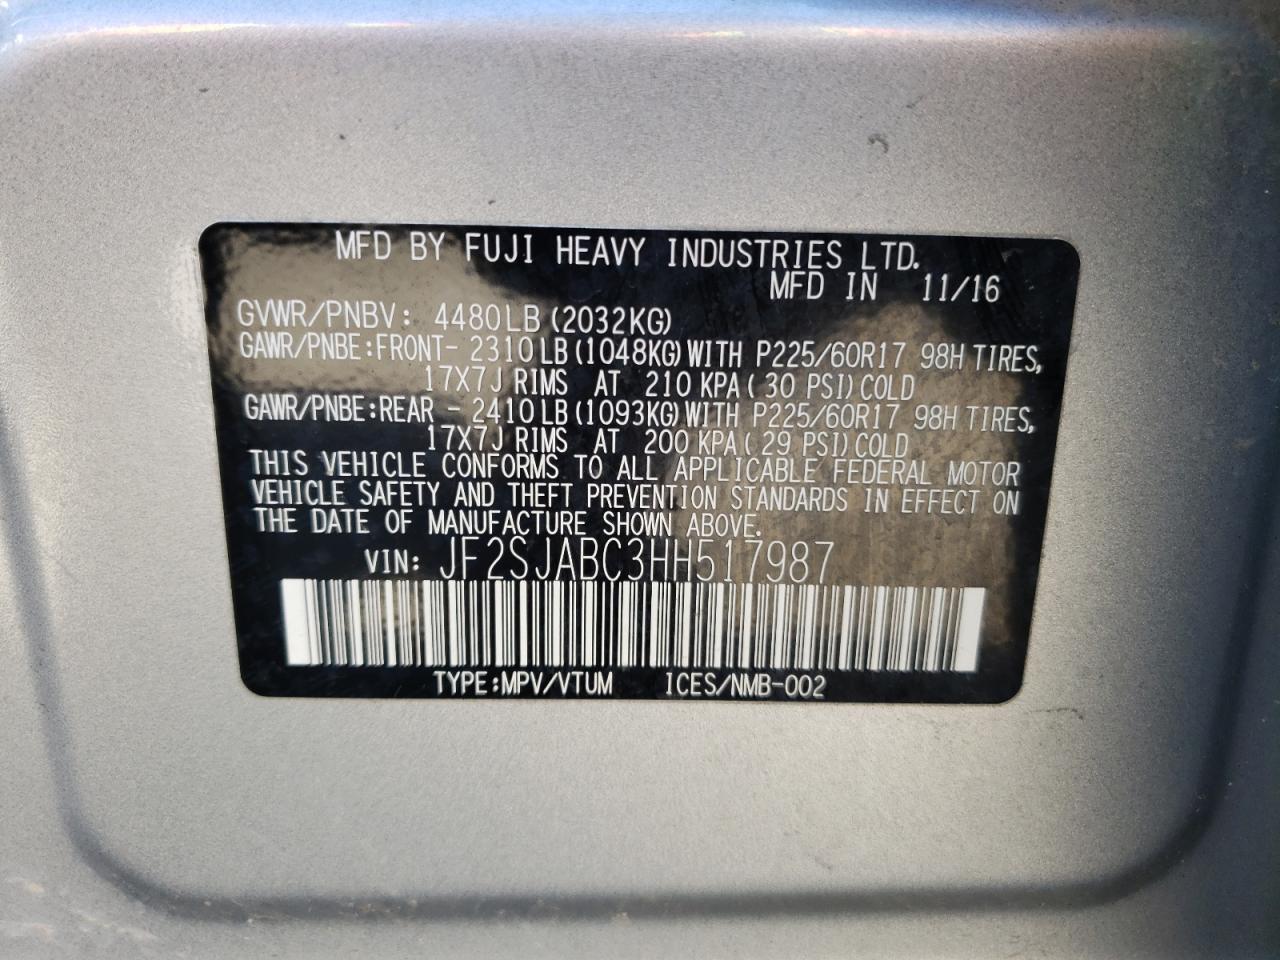 MFD BY FUJI HEAVY INDUSTRIES LTD.
MFD IN 11/16
GVWR/PNBV: 4480LB(2032KG)
GAWR/PNBE:FRONT- 2310LB(1048KG)WITH P225/60R17 98H TIRES,
17X7J RIMS AT 210 KPA(30 PSI)COLD
GAWR/PNBE:REAR - 2410LB(1093KG)WITH P225/60R17 98H TIRES,
17X7J RIMS AT 200 KPA(29 PSI)COLD
THIS VEHICLE CONFORMS TO ALL APPLICABLE FEDERAL MOTOR
VEHICLE SAFETY AND THEFT PREVENTION STANDARDS IN EFFECT ON
THE DATE OF MANUFACTURE SHOWN ABOVE.
VIN: JF2SJABC3HH517987
TYPE:MPV/VTUM ICES/NMB-002